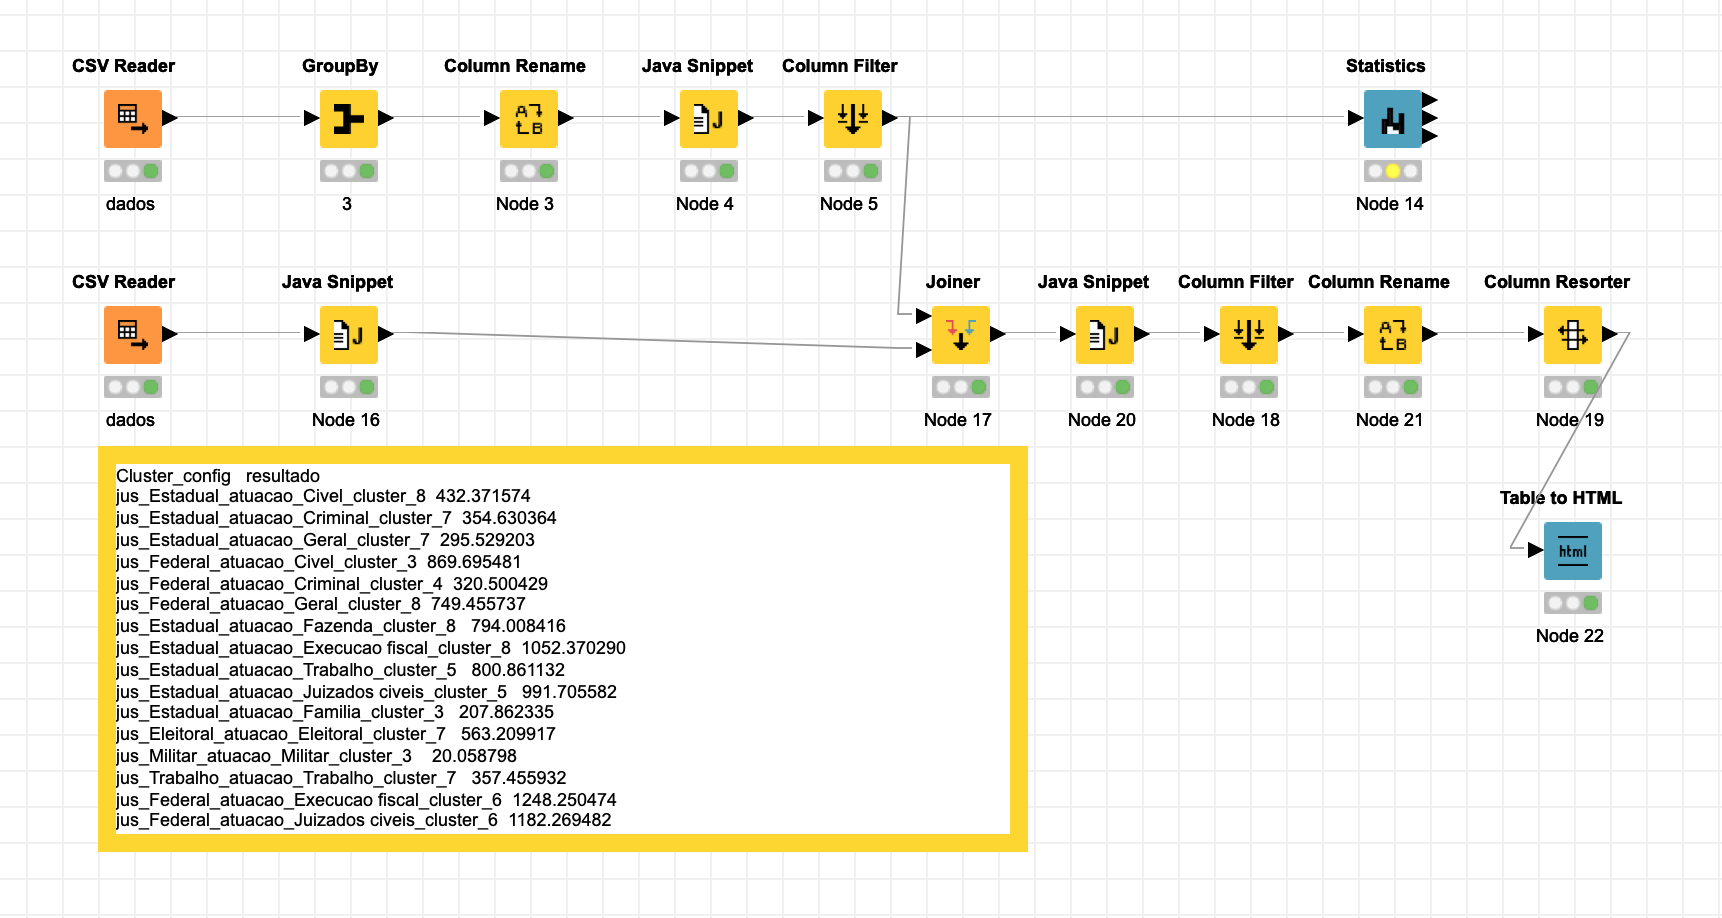 CSV Reader GroupBy Column Rename Java Snippet Column Filter Statistics
A B J
dados 3 Node 3 Node 4 Node 5 Node 14
CSV Reader Java Snippet Joiner Java Snippet Column Filter Column Rename Column Resorter
J J A B
dados Node 16 Node 17 Node 20 Node 18 Node 21 Node 19
Cluster_config resultado
jus_Estadual_atuacao_Civel_cluster_8 432.371574
jus_Estadual_atuacao_Criminal_cluster_7 354.630364
jus_Estadual_atuacao_Geral_cluster_7 295.529203
jus_Federal_atuacao_Civel_cluster_3 869.695481
jus_Federal_atuacao_Criminal_cluster_4 320.500429
jus_Federal_atuacao_Geral_cluster_8 749.455737
jus_Estadual_atuacao_Fazenda_cluster_8 794.008416
jus_Estadual_atuacao_Execucao fiscal_cluster_8 1052.370290
jus_Estadual_atuacao_Trabalho_cluster_5 800.861132
jus_Estadual_atuacao_Juizados civeis_cluster_5 991.705582
jus_Estadual_atuacao_Familia_cluster_3 207.862335
jus_Eleitoral_atuacao_Eleitoral_cluster_7 563.209917
jus_Militar_atuacao_Militar_cluster_3 20.058798
jus_Trabalho_atuacao_Trabalho_cluster_7 357.455932
jus_Federal_atuacao_Execucao fiscal_cluster_6 1248.250474
jus_Federal_atuacao_Juizados civeis_cluster_6 1182.269482
Table to HTML
html
Node 22